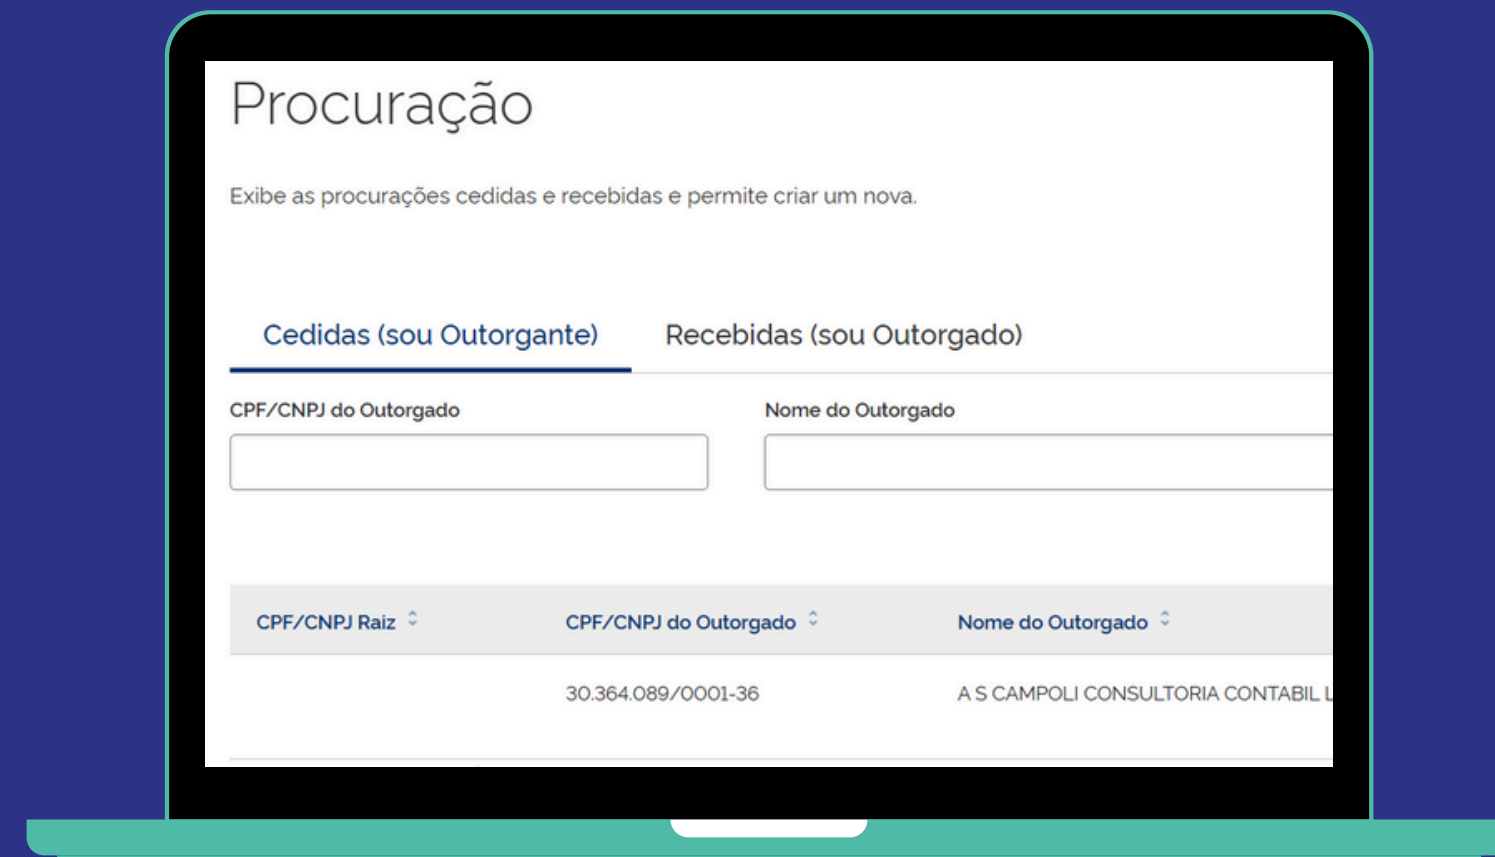 Procuração
Exibe as procurações cedidas e recebidas e permite criar um nova.
Cedidas (sou Outorgante) Recebidas (sou Outorgado)
CPF/CNPJ do Outorgado Nome do Outorgado
CPF/CNPJ Raiz CPF/CNPJ do Outorgado Nome do Outorgado
30.364.089/0001-36 A S CAMPOLI CONSULTORIA CONTABIL L